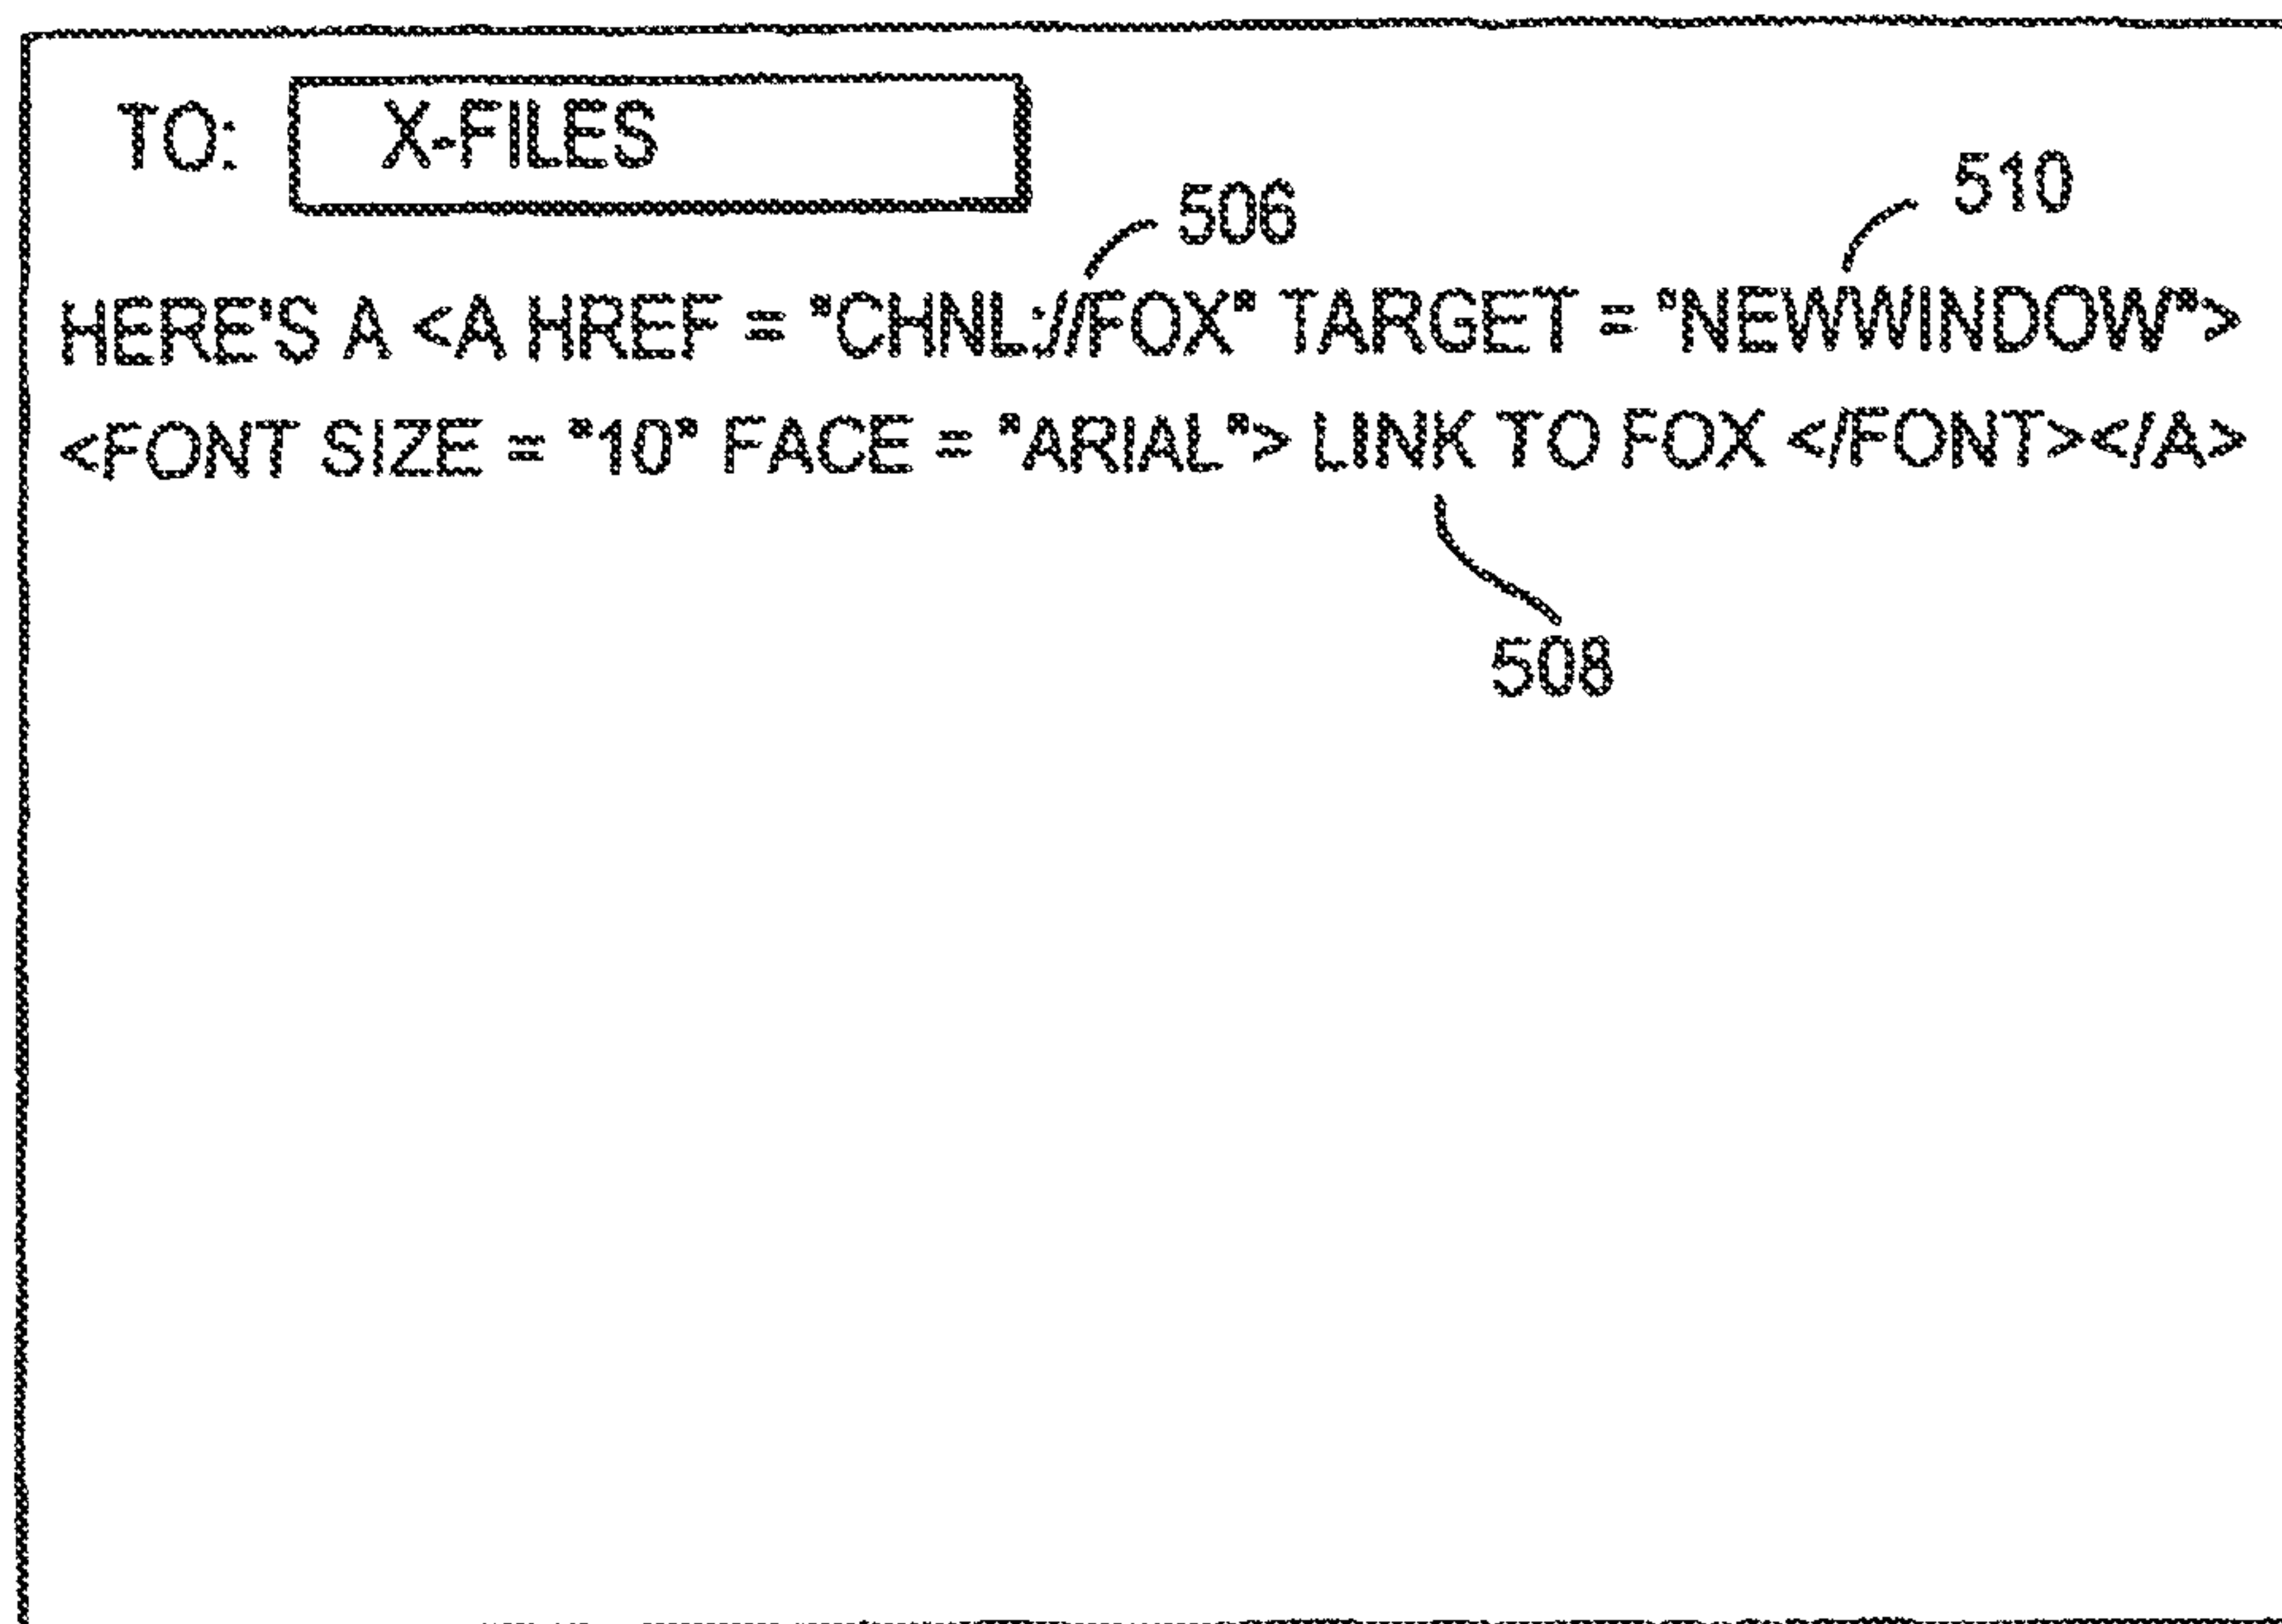 TO: X-FILES
506
510
HERE'S A <A HREF = "CHNL://FOX" TARGET = "NEWWINDOW">
<FONT SIZE = "10" FACE = "ARIAL"> LINK TO FOX </FONT></A>
508